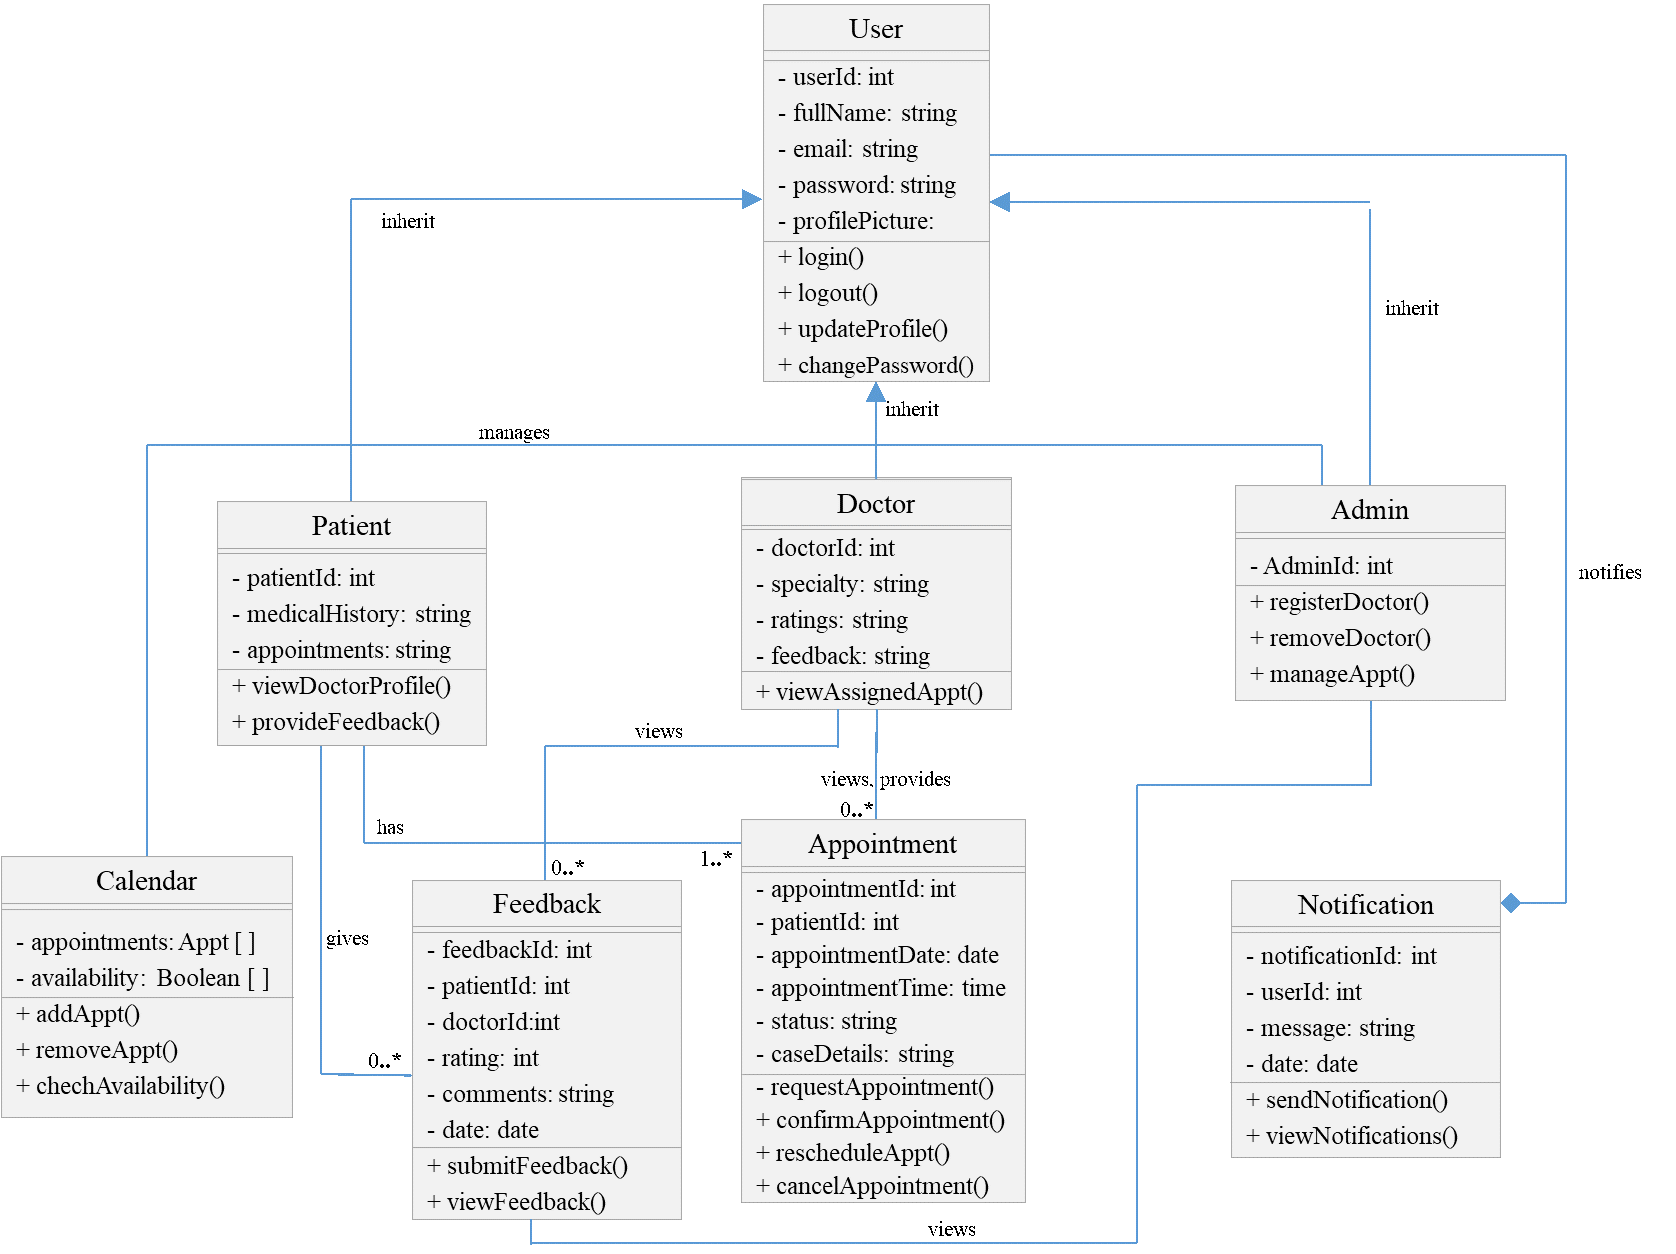 User
- userId: int
- fullName: string
- email: string
- password: string
- profilePicture:
+ login()
+ logout()
+ updateProfile()
+ changePassword()
inherit
inherit
inherit
manages
notifies
Patient
- patientId: int
- medicalHistory: string
- appointments: string
+ viewDoctorProfile()
+ provideFeedback()
Doctor
- doctorId: int
- specialty: string
- ratings: string
- feedback: string
+ viewAssignedAppt()
Admin
- AdminId: int
+ registerDoctor()
+ removeDoctor()
+ manageAppt()
views
views, provides
0..*
has
1..*
0..*
gives
0..*
Calendar
- appointments: Appt [ ]
- availability: Boolean [ ]
+ addAppt()
+ removeAppt()
+ chechAvailability()
Feedback
- feedbackId: int
- patientId: int
- doctorId:int
- rating: int
- comments: string
- date: date
+ submitFeedback()
+ viewFeedback()
Appointment
- appointmentId: int
- patientId: int
- appointmentDate: date
- appointmentTime: time
- status: string
- caseDetails: string
- requestAppointment()
+ confirmAppointment()
+ rescheduleAppt()
+ cancelAppointment()
Notification
- notificationId: int
- userId: int
- message: string
- date: date
+ sendNotification()
+ viewNotifications()
views